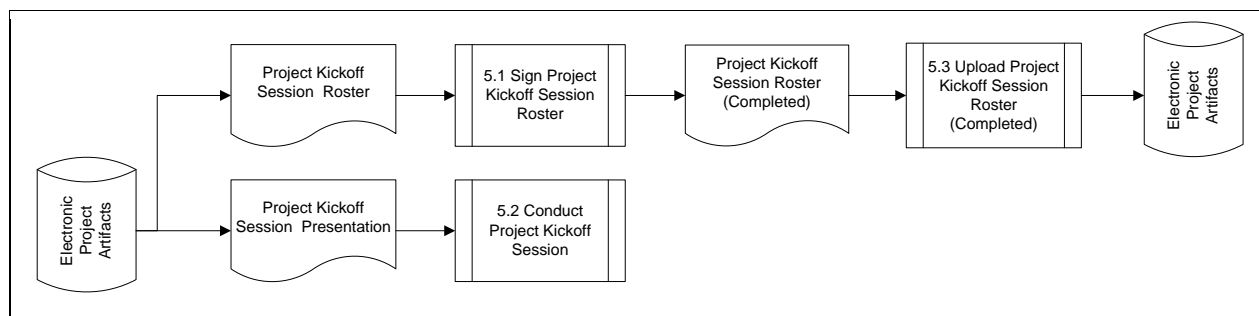 Electronic
Project
Artifacts
Project Kickoff
Session  Roster
5.1 Sign Project
Kickoff Session
Roster
Project Kickoff
Session Roster
(Completed)
5.3 Upload Project
Kickoff Session
Roster
(Completed)
Electronic
Project
Artifacts
Project Kickoff
Session  Presentation
5.2 Conduct
Project Kickoff
Session